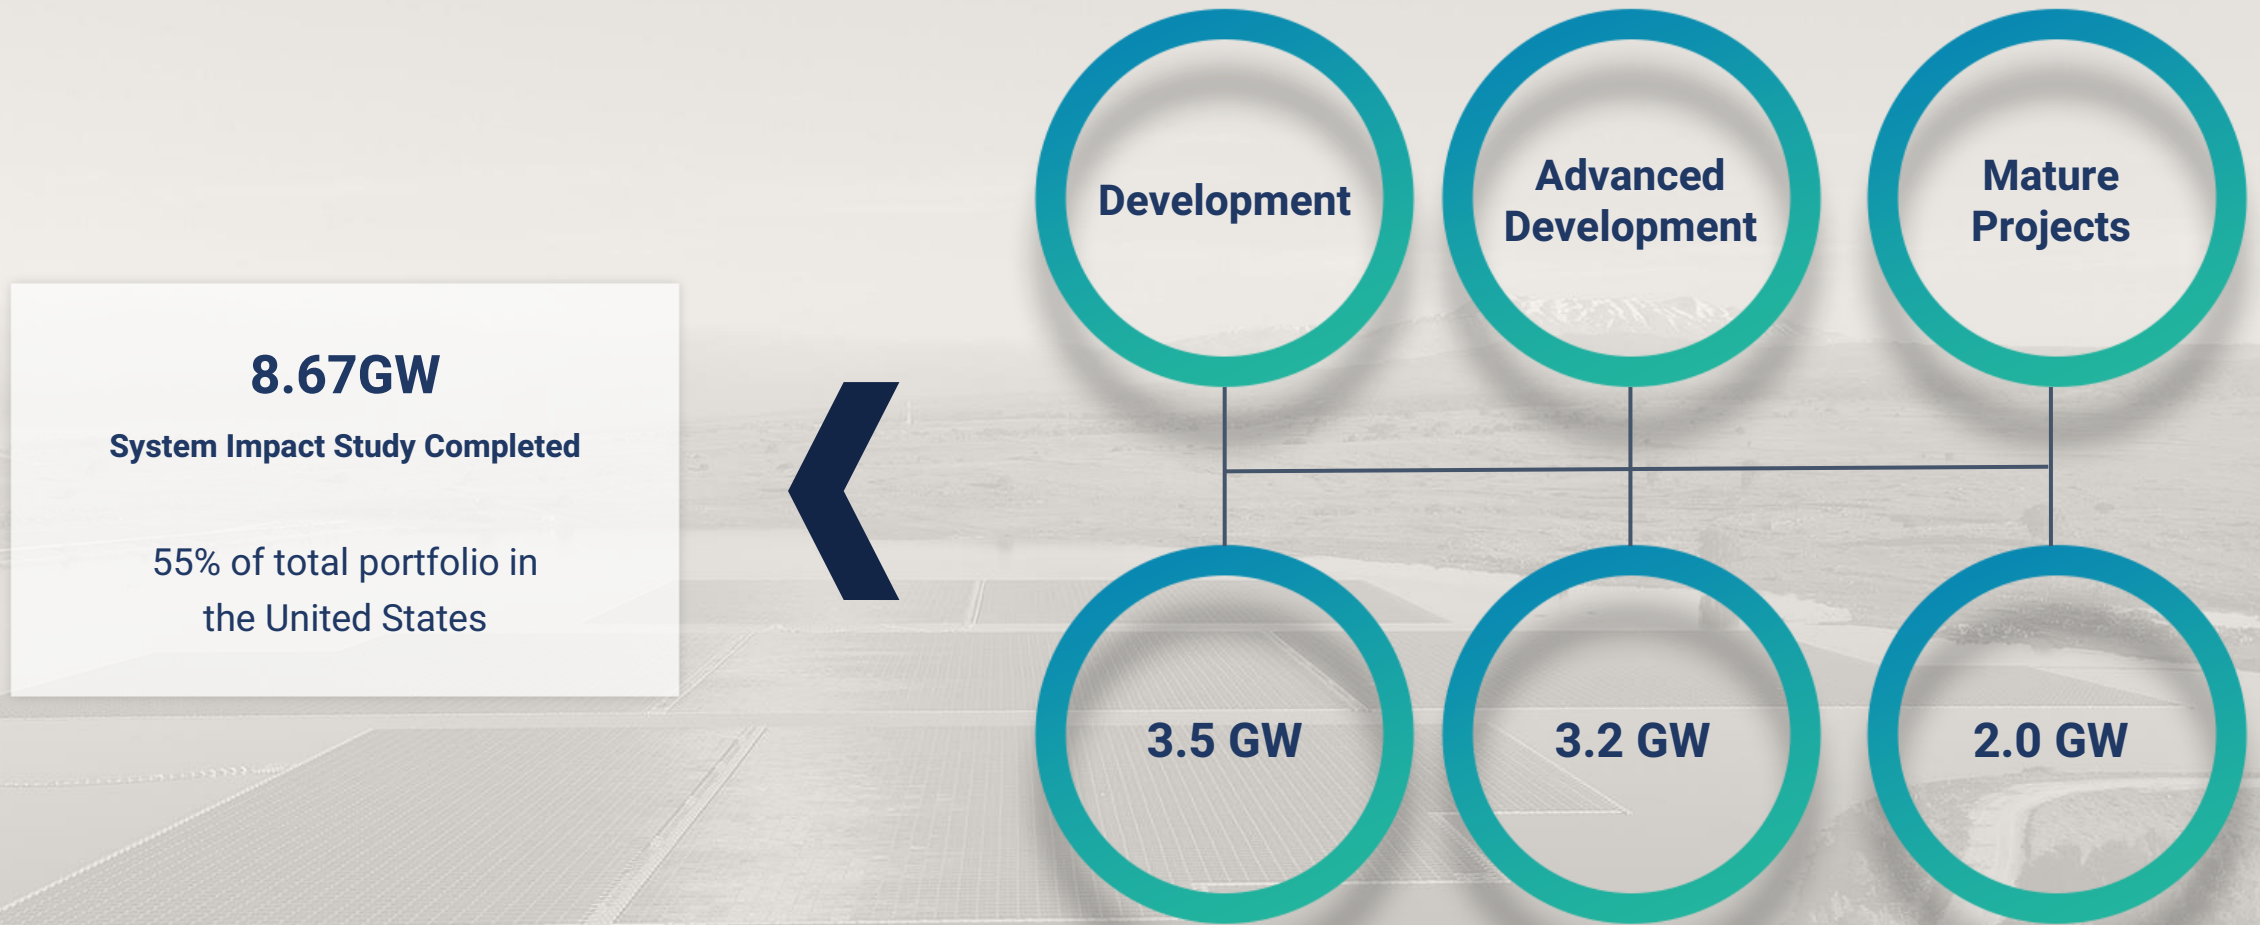 8.67GW
System Impact Study Completed
55% of total portfolio in
the United States
Development
Advanced
Development
Mature
Projects
3.5 GW
3.2 GW
2.0 GW